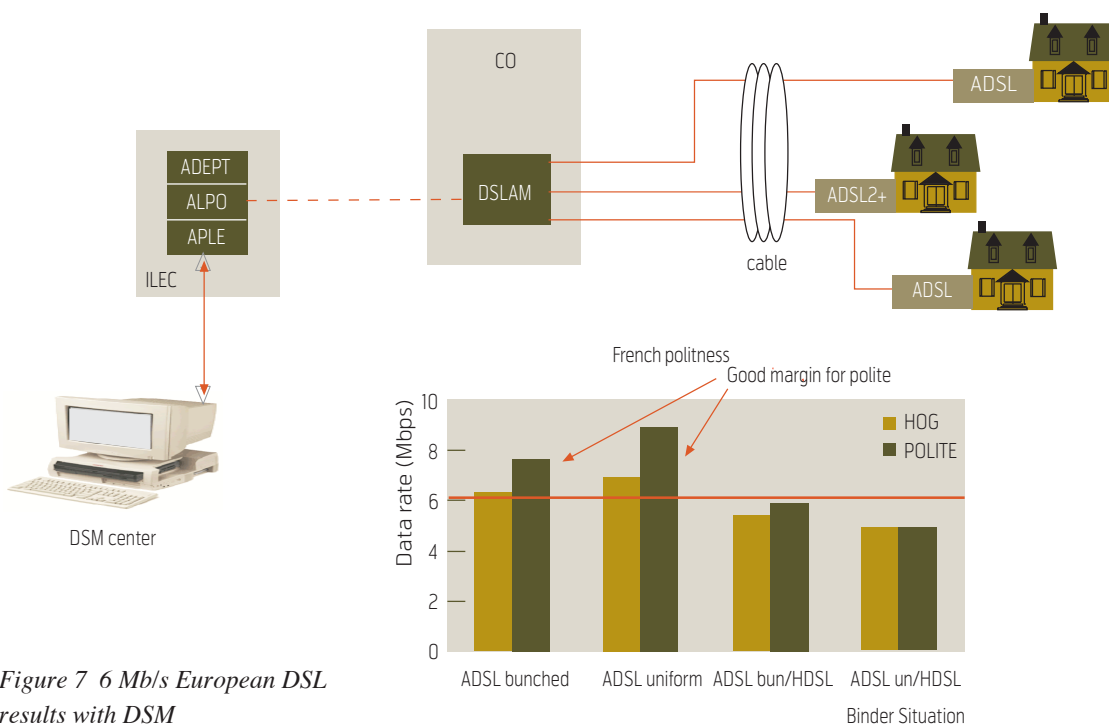 CO
ADSL
ADEPT
ALPO
APLE
ILEC
DSLAM
ADSL2+
cable
ADSL
DSM center
French politness
Good margin for polite
Data rate (Mbps)
10
8
6
4
2
0
HOG
POLITE
ADSL bunched
ADSL uniform
ADSL bun/HDSL
ADSL un/HDSL
Binder Situation
Figure 7 6 Mb/s European DSL
results with DSM